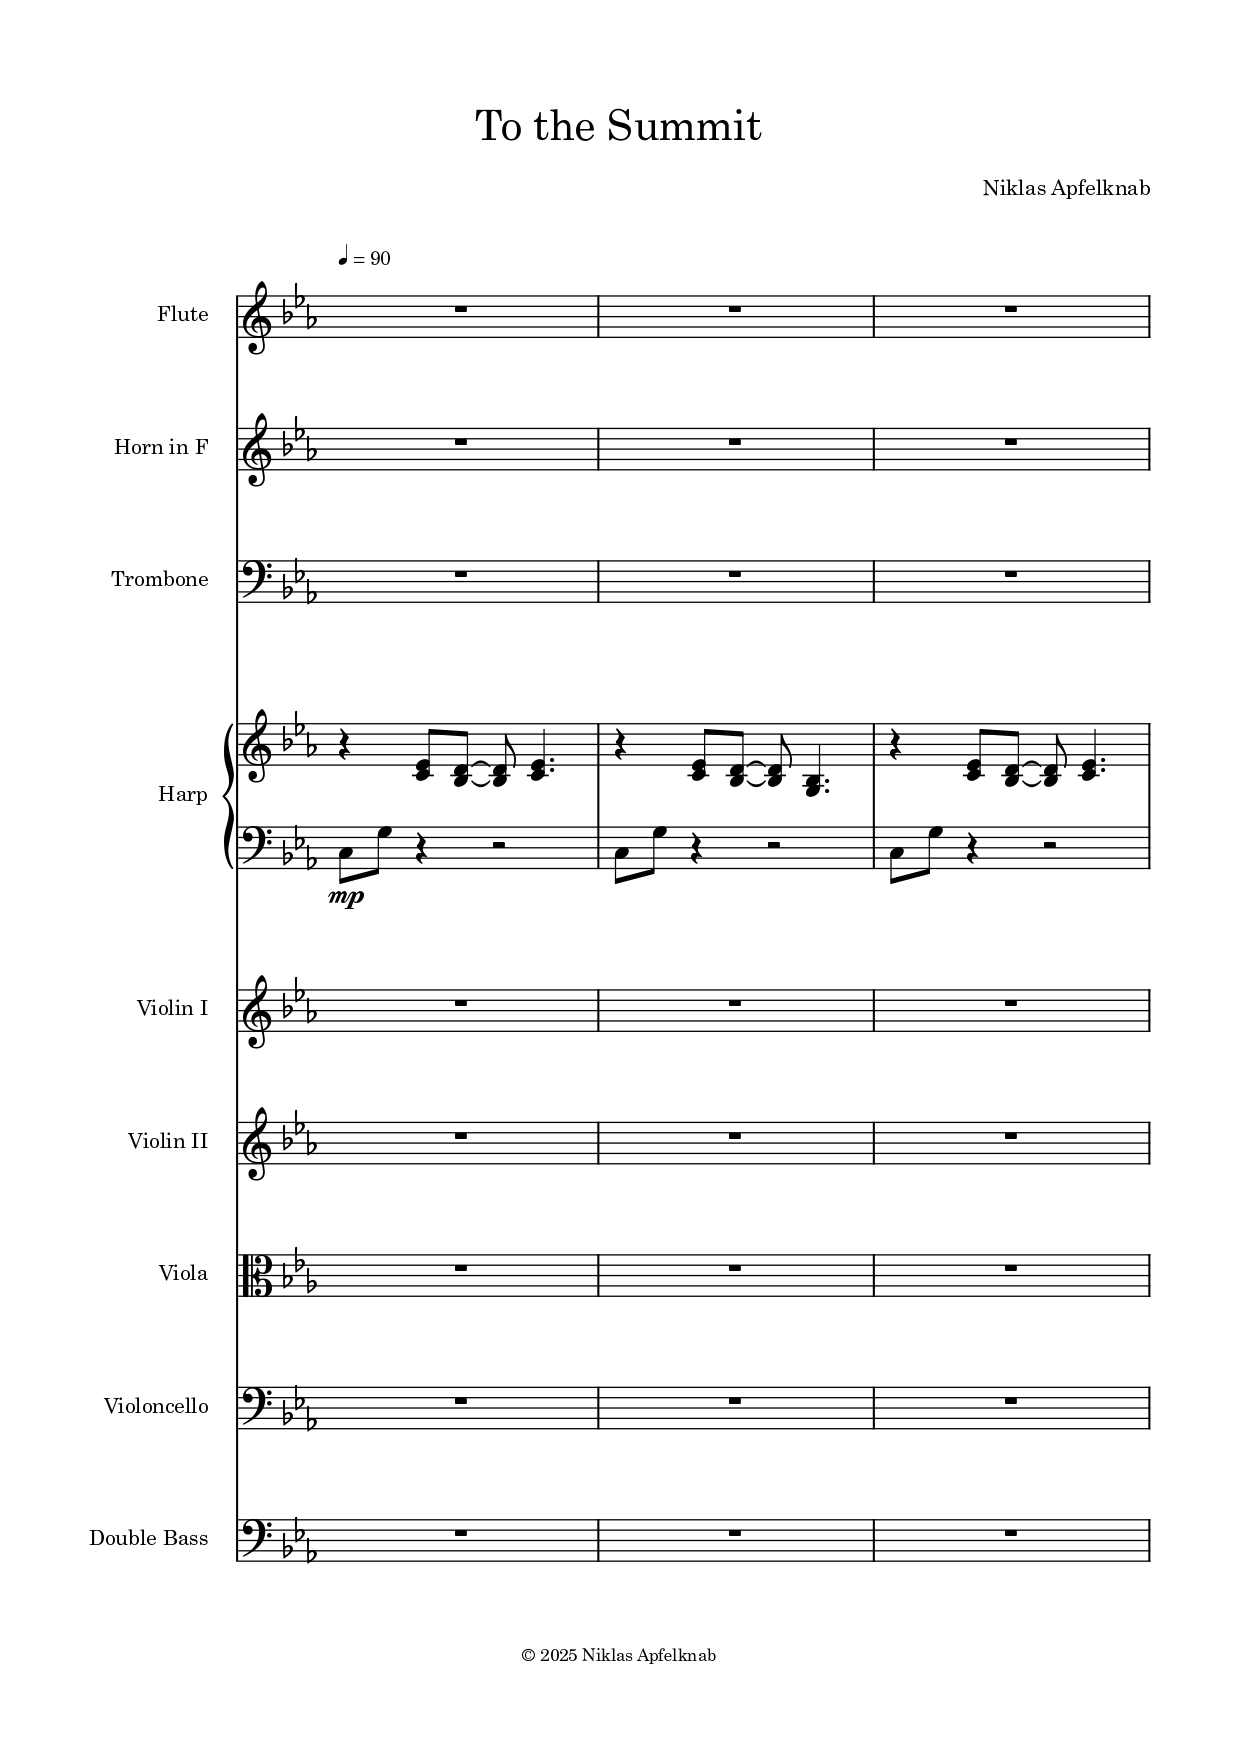 To the Summit
Niklas Apfelknab
= 90
Flute
Horn in F
Trombone
Harp
mp
Violin I
Violin II
Viola
Violoncello
Double Bass
© 2025 Niklas Apfelknab